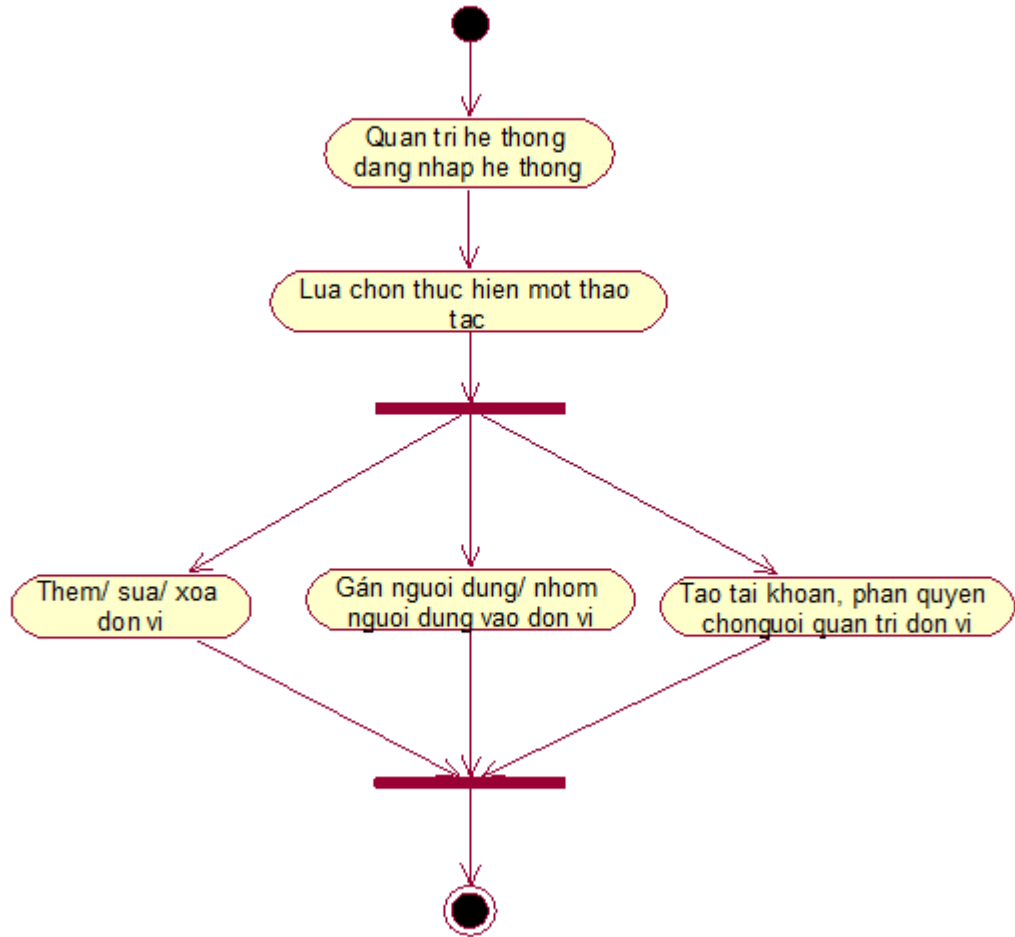 Quan tri he thong
dang nhap he thong
Lua chon thuc hien mot thao
tac
Them/ sua/ xoa
don vi
Gán nguoi dung/ nhom
nguoi dung vao don vi
Tao tai khoan, phan quyen
chonguoi quan tri don vi